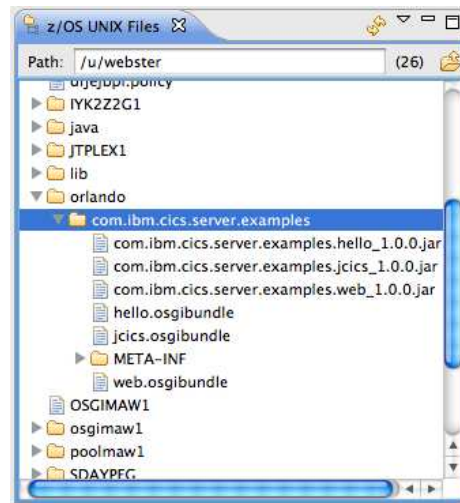 z/OS UNIX Files
Path: /u/webster (26)
IYK2Z2G1
java
JTPLEX1
lib
orlando
com.ibm.cics.server.examples
com.ibm.cics.server.examples.hello_1.0.0.jar
com.ibm.cics.server.examples.jcics_1.0.0.jar
com.ibm.cics.server.examples.web_1.0.0.jar
hello.osgibundle
jcics.osgibundle
META-INF
web.osgibundle
OSGIMAW1
osgimaw1
poolmaw1
SDAYPFG